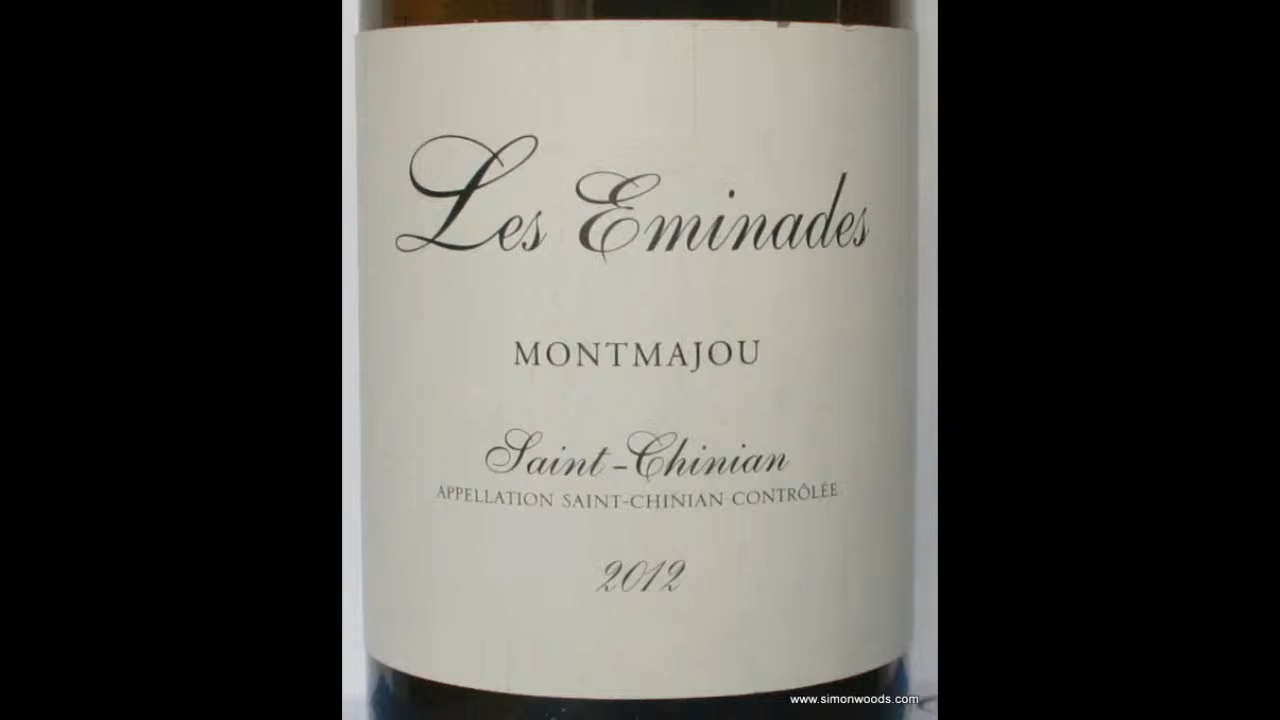 Les Eminades
MONTMAJOU
Saint-Chinian
APPELLATION SAINT-CHINIAN CONTRÔLÉE
2012
www.simonwoods.com